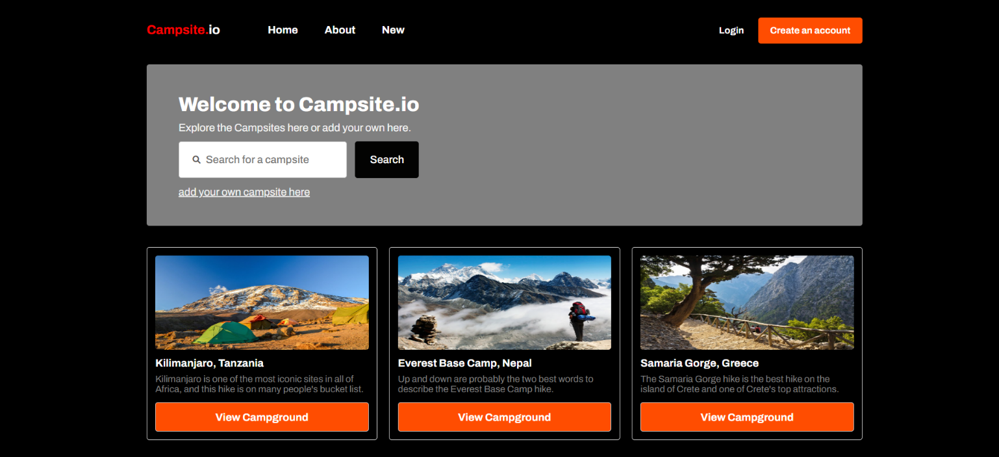 Campsite.io Home About New Login Create an account
Welcome to Campsite.io
Explore the Campsites here or add your own here.
Search for a campsite Search
add your own campsite here
Kilimanjaro, Tanzania
Kilimanjaro is one of the most iconic sites in all of
Africa, and this hike is on many people's bucket list.
View Campground
Everest Base Camp, Nepal
Up and down are probably the two best words to
describe the Everest Base Camp hike.
View Campground
Samaria Gorge, Greece
The Samaria Gorge hike is the best hike on the
island of Crete and one of Crete's top attractions.
View Campground